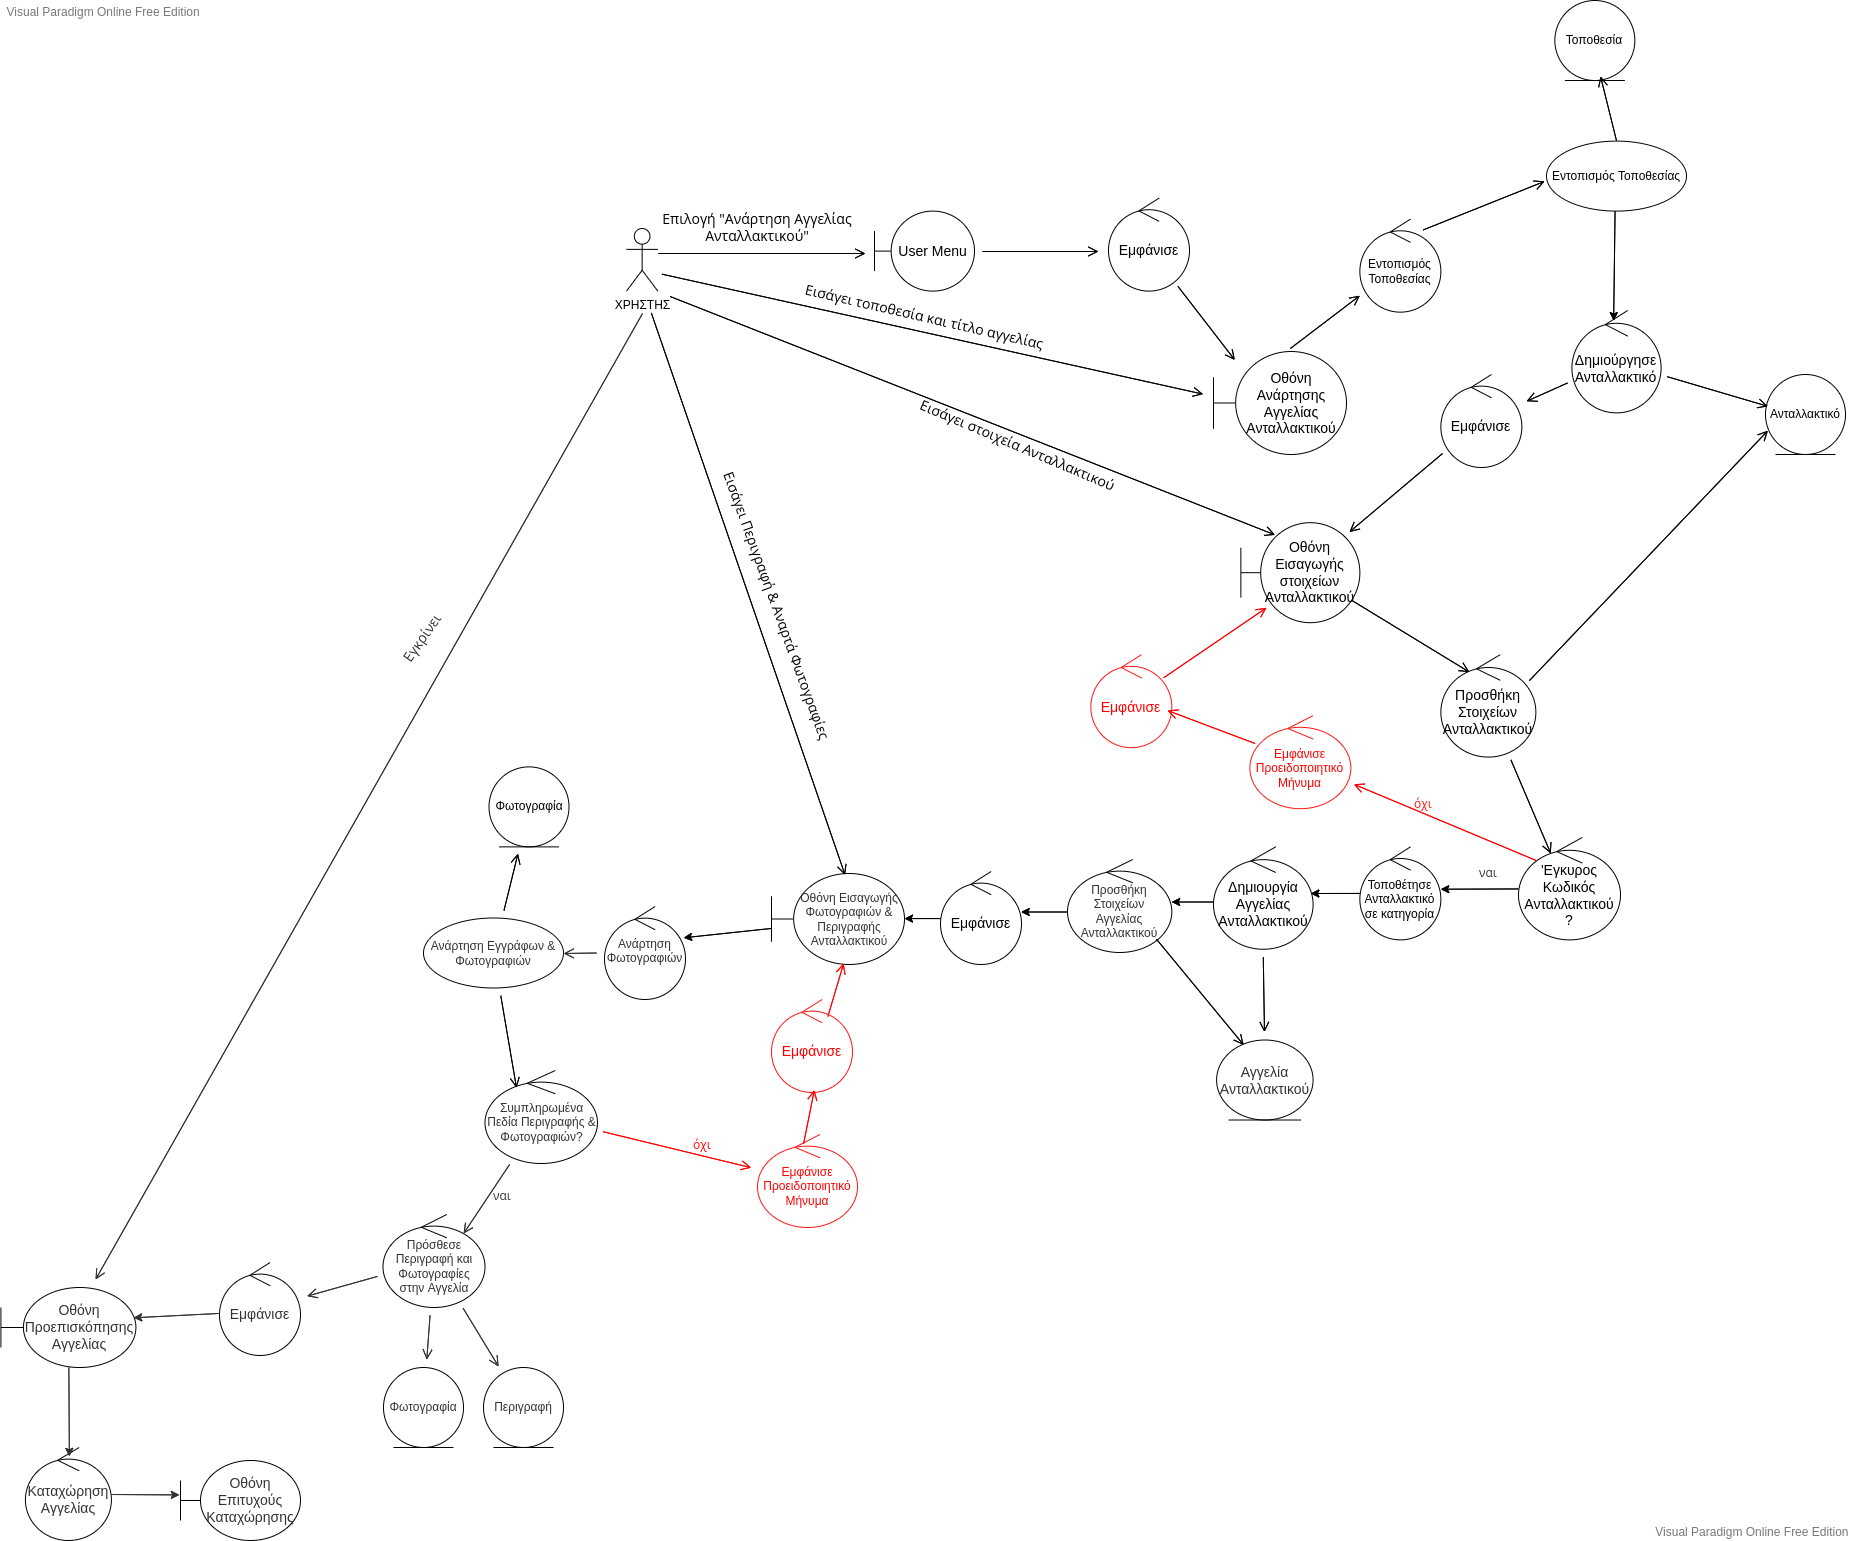 Visual Paradigm Online Free Edition
Τοποθεσία
Εντοπισμός Τοποθεσίας
Επιλογή "Ανάρτηση Αγγελίας
Ανταλλακτικού"
User Menu
Εμφάνισε
Εντοπισμός
Τοποθεσίας
ΧΡΗΣΤΗΣ
Εισάγει τοποθεσία και τίτλο αγγελίας
Οθόνη
Ανάρτησης
Αγγελίας
Ανταλλακτικού
Δημιούργησε
Ανταλλακτικό
Εμφάνισε
Ανταλλακτικό
Εισάγει στοιχεία Ανταλλακτικού
Εισάγει Περιγραφή & Αναρτά Φωτογραφίες
Εγκρίνει
Οθόνη
Εισαγωγής
στοιχείων
Ανταλλακτικού
Προσθήκη
Στοιχείων
Ανταλλακτικού
Εμφάνισε
Εμφάνισε
Προειδοποιητικό
Μήνυμα
όχι
Φωτογραφία
Έγκυρος
Κωδικός
Ανταλλακτικού
?
ναι
Τοποθέτησε
Ανταλλακτικό
σε κατηγορία
Δημιουργία
Αγγελίας
Ανταλλακτικού
Προσθήκη
Στοιχείων
Αγγελίας
Ανταλλακτικού
Εμφάνισε
Οθόνη Εισαγωγής
Φωτογραφιών &
Περιγραφής
Ανταλλακτικού
Ανάρτηση
Φωτογραφιών
Ανάρτηση Εγγράφων &
Φωτογραφιών
Εμφάνισε
Αγγελία
Ανταλλακτικού
Συμπληρωμένα
Πεδία Περιγραφής &
Φωτογραφιών?
όχι
Εμφάνισε
Προειδοποιητικό
Μήνυμα
ναι
Πρόσθεσε
Περιγραφή και
Φωτογραφίες
στην Αγγελία
Εμφάνισε
Οθόνη
Προεπισκόπησης
Αγγελίας
Φωτογραφία
Περιγραφή
Καταχώρηση
Αγγελίας
Οθόνη
Επιτυχούς
Καταχώρησης
Visual Paradigm Online Free Edition